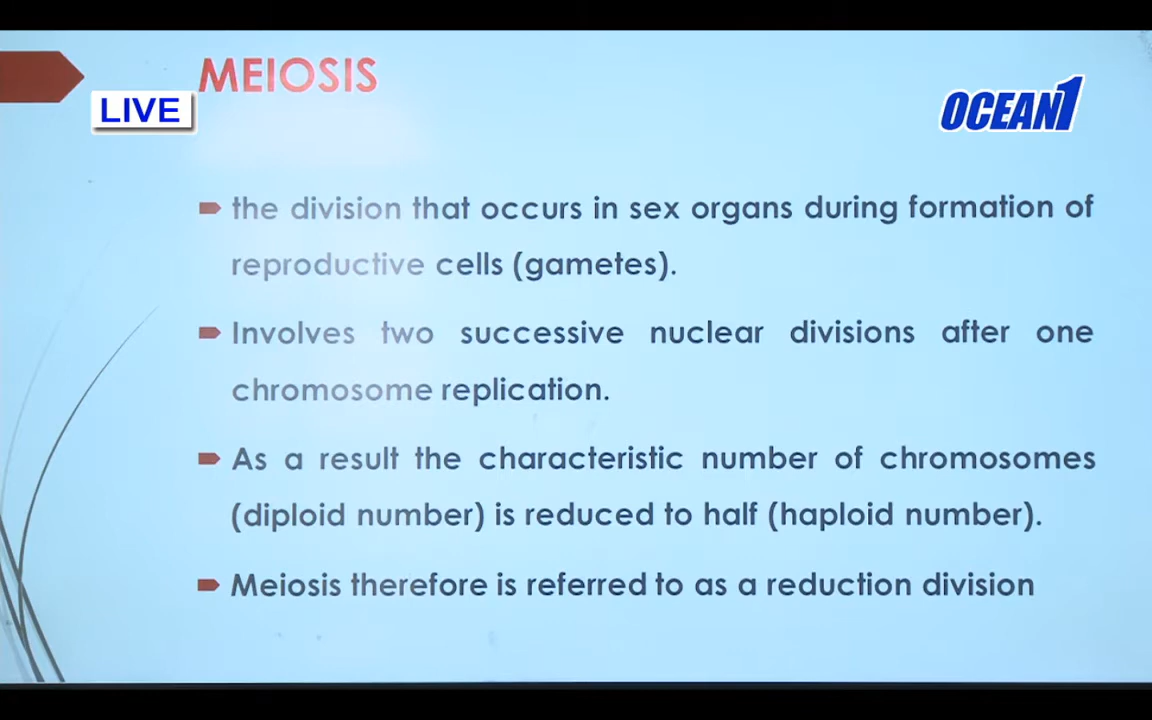 MEIOSIS
LIVE
OCEAN1
the division that occurs in sex organs during formation of
reproductive cells (gametes).
Involves two successive nuclear divisions after one
chromosome replication.
As a result the characteristic number of chromosomes
(diploid number) is reduced to half (haploid number).
Meiosis therefore is referred to as a reduction division